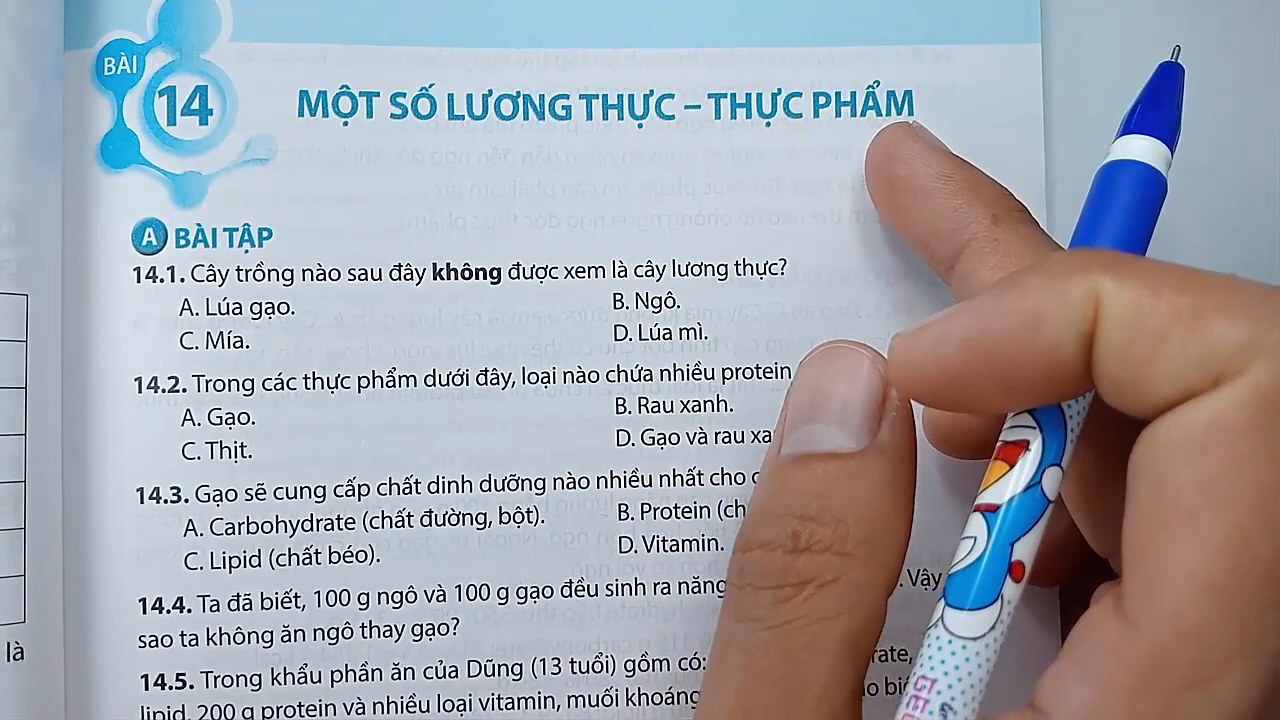 BÀI
14
MỘT SỐ LƯƠNG THỰC – THỰC PHẨM
A BÀI TẬP
14.1. Cây trồng nào sau đây không được xem là cây lương thực?
A. Lúa gạo. B. Ngô.
C. Mía. D. Lúa mì.
14.2. Trong các thực phẩm dưới đây, loại nào chứa nhiều protein
A. Gạo. B. Rau xanh.
C. Thịt. D. Gạo và rau
14.3. Gạo sẽ cung cấp chất dinh dưỡng nào nhiều nhất cho
A. Carbohydrate (chất đường, bột). B. Protein
C. Lipid (chất béo). D. Vitamin.
14.4. Ta đã biết, 100 g ngô và 100 g gạo đều sinh ra năng . Vậy
sao ta không ăn ngô thay gạo?
14.5. Trong khẩu phần ăn của Dũng (13 tuổi) gồm có:
lipid, 200 g protein và nhiều loại vitamin, muối khoáng
là